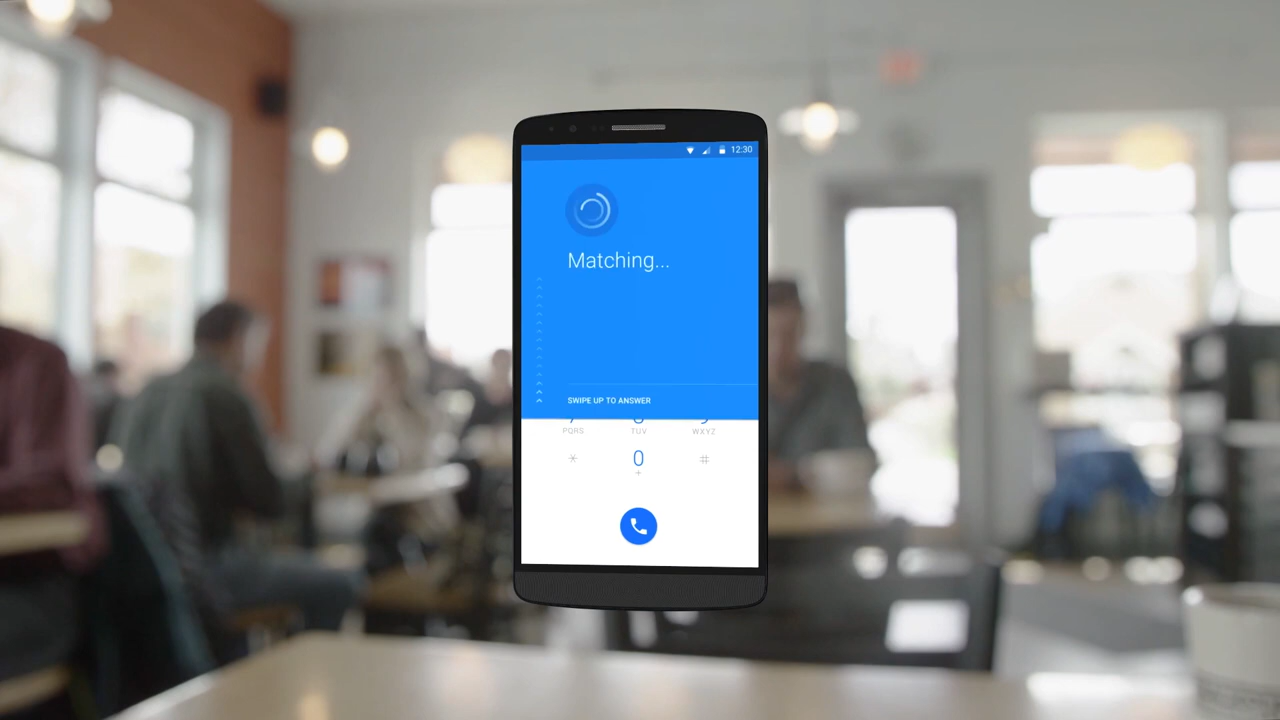 12:30
Matching...
SWIPE UP TO ANSWER
PQRS TUV WXYZ
* 0 #
+